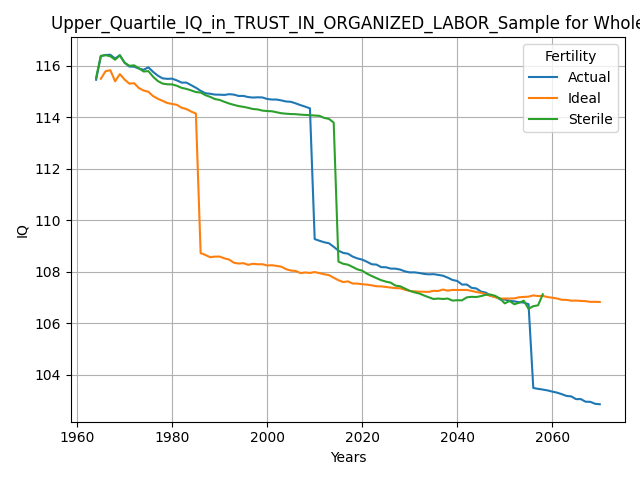 Upper_Quartile_IQ_in_TRUST_IN_ORGANIZED_LABOR_Sample for Whole
Fertility
Actual
Ideal
Sterile
116
114
112
110
108
106
104
IQ
1960
1980
2000
2020
2040
2060
Years